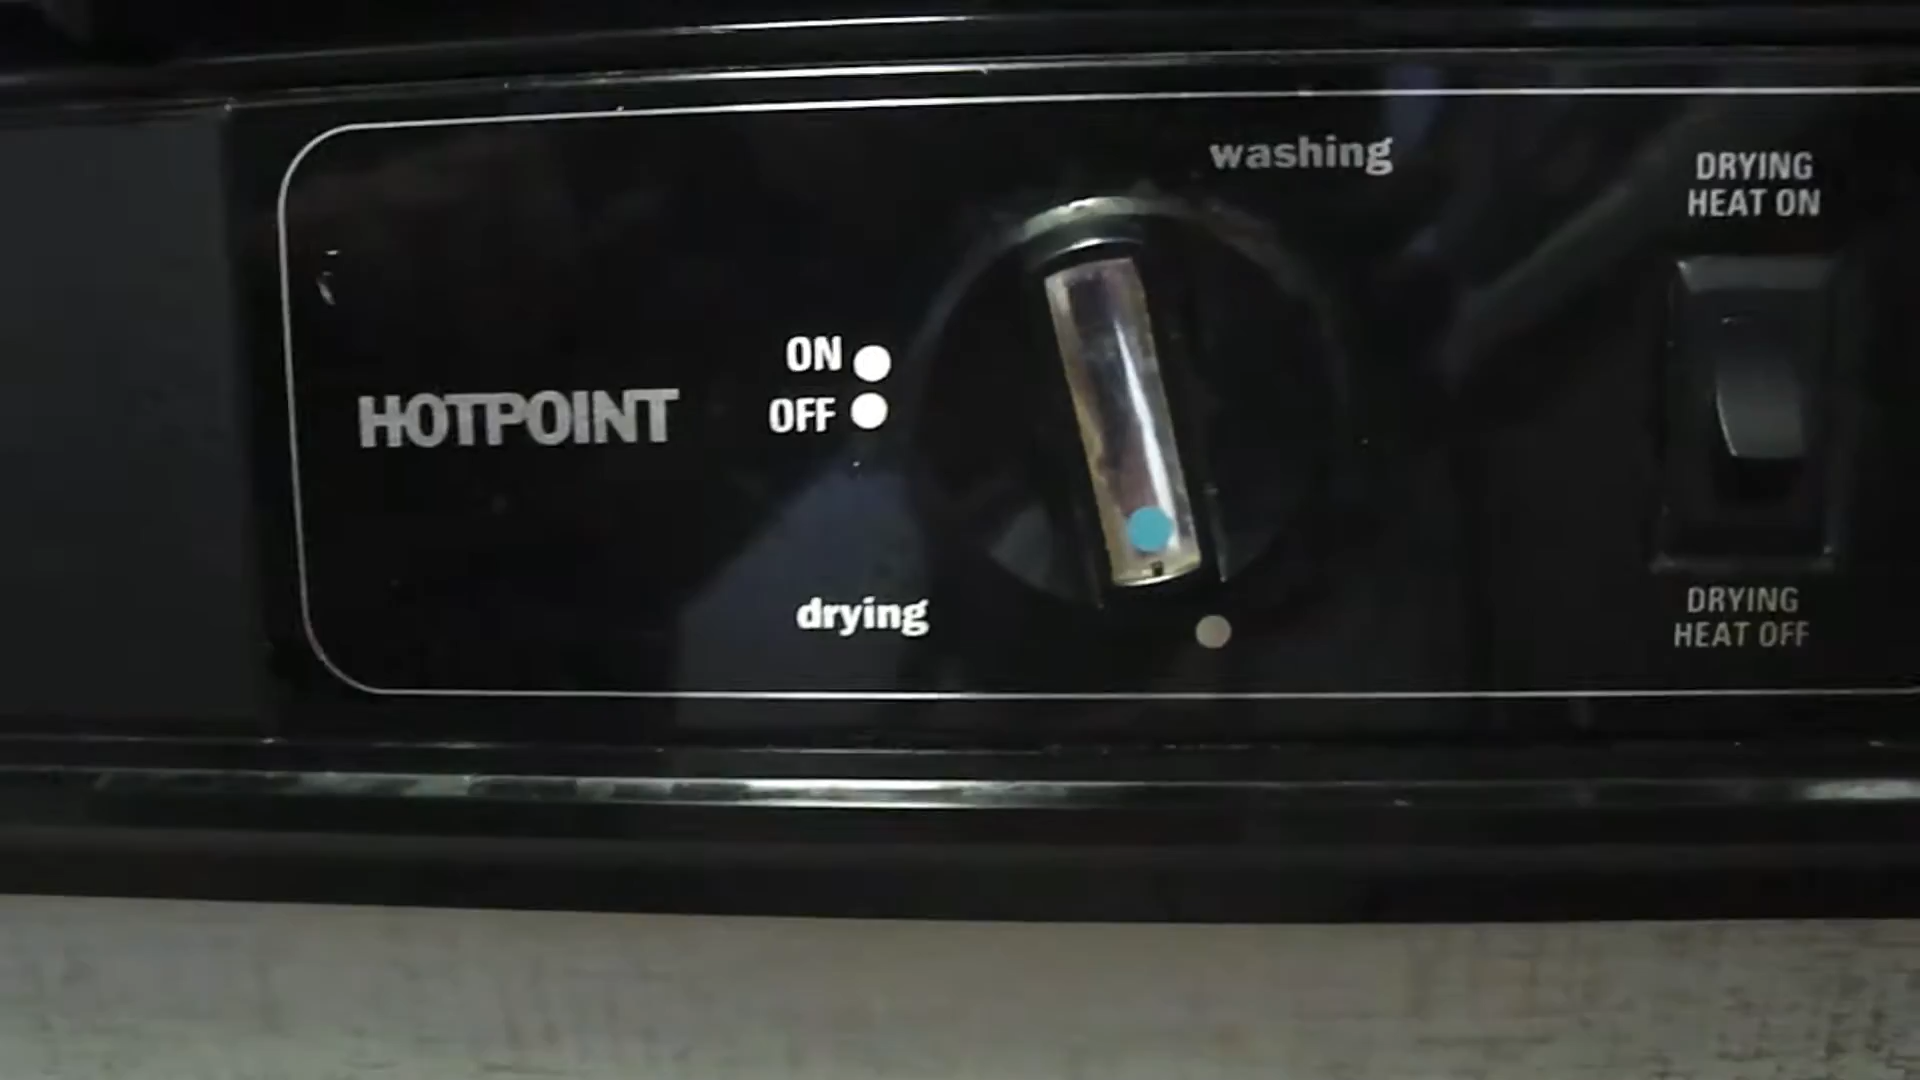 washing
DRYING
HEAT ON
ON
OFF
HOTPOINT
drying
DRYING
HEAT OFF